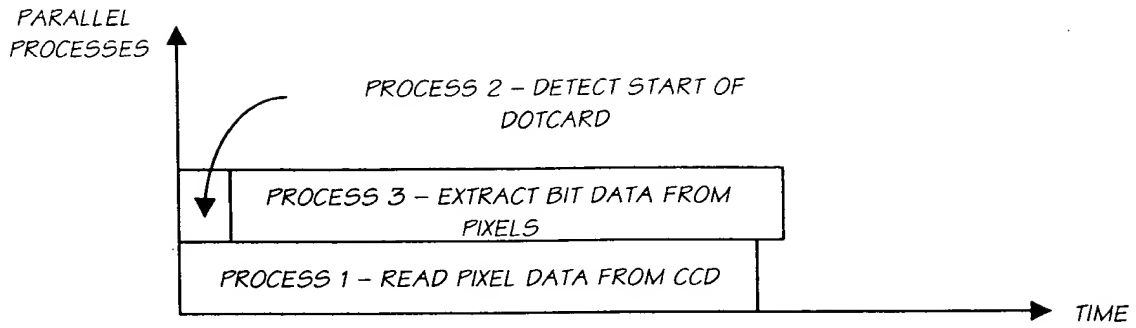 PARALLEL
PROCESSES
PROCESS 2 – DETECT START OF
DOTCARD
PROCESS 3 – EXTRACT BIT DATA FROM
PIXELS
PROCESS 1 – READ PIXEL DATA FROM CCD
TIME